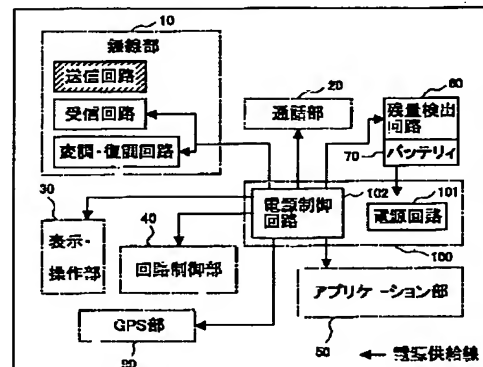 10
無線部
送信回路
受信回路
変調・復調回路
20
通話部
60
残量検出
回路
70
バッテリィ
102
電源制御
回路
101
電源回路
100
30
表示・
操作部
40
回路制御部
アプリケーション部
50
GPS部
電源供給線